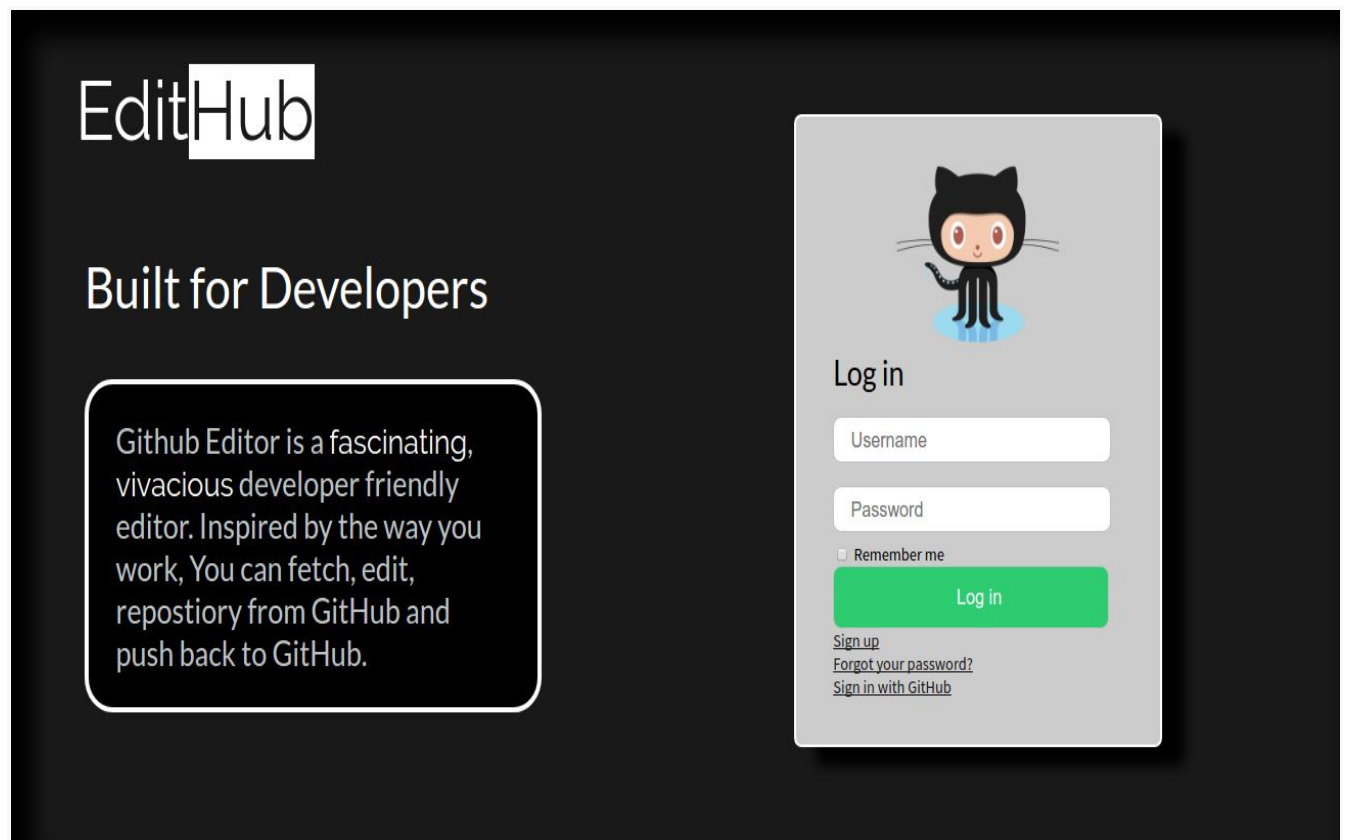 EditHub
Built for Developers
Github Editor is a fascinating,
vivacious developer friendly
editor. Inspired by the way you
work, You can fetch, edit,
repostiory from GitHub and
push back to GitHub.
Log in
Username
Password
Remember me
Log in
Sign up
Forgot your password?
Sign in with GitHub